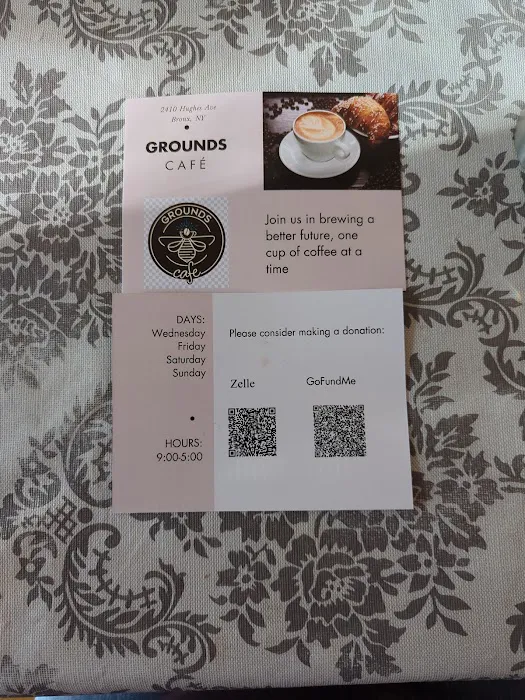 2410 Hughes Ave
Bronx, NY
GROUNDS
CAFÉ
GROUNDS
cafe
Join us in brewing a
better future, one
cup of coffee at a
time
DAYS:
Wednesday
Friday
Saturday
Sunday
HOURS:
9:00-5:00
Please consider making a donation:
Zelle
GoFundMe